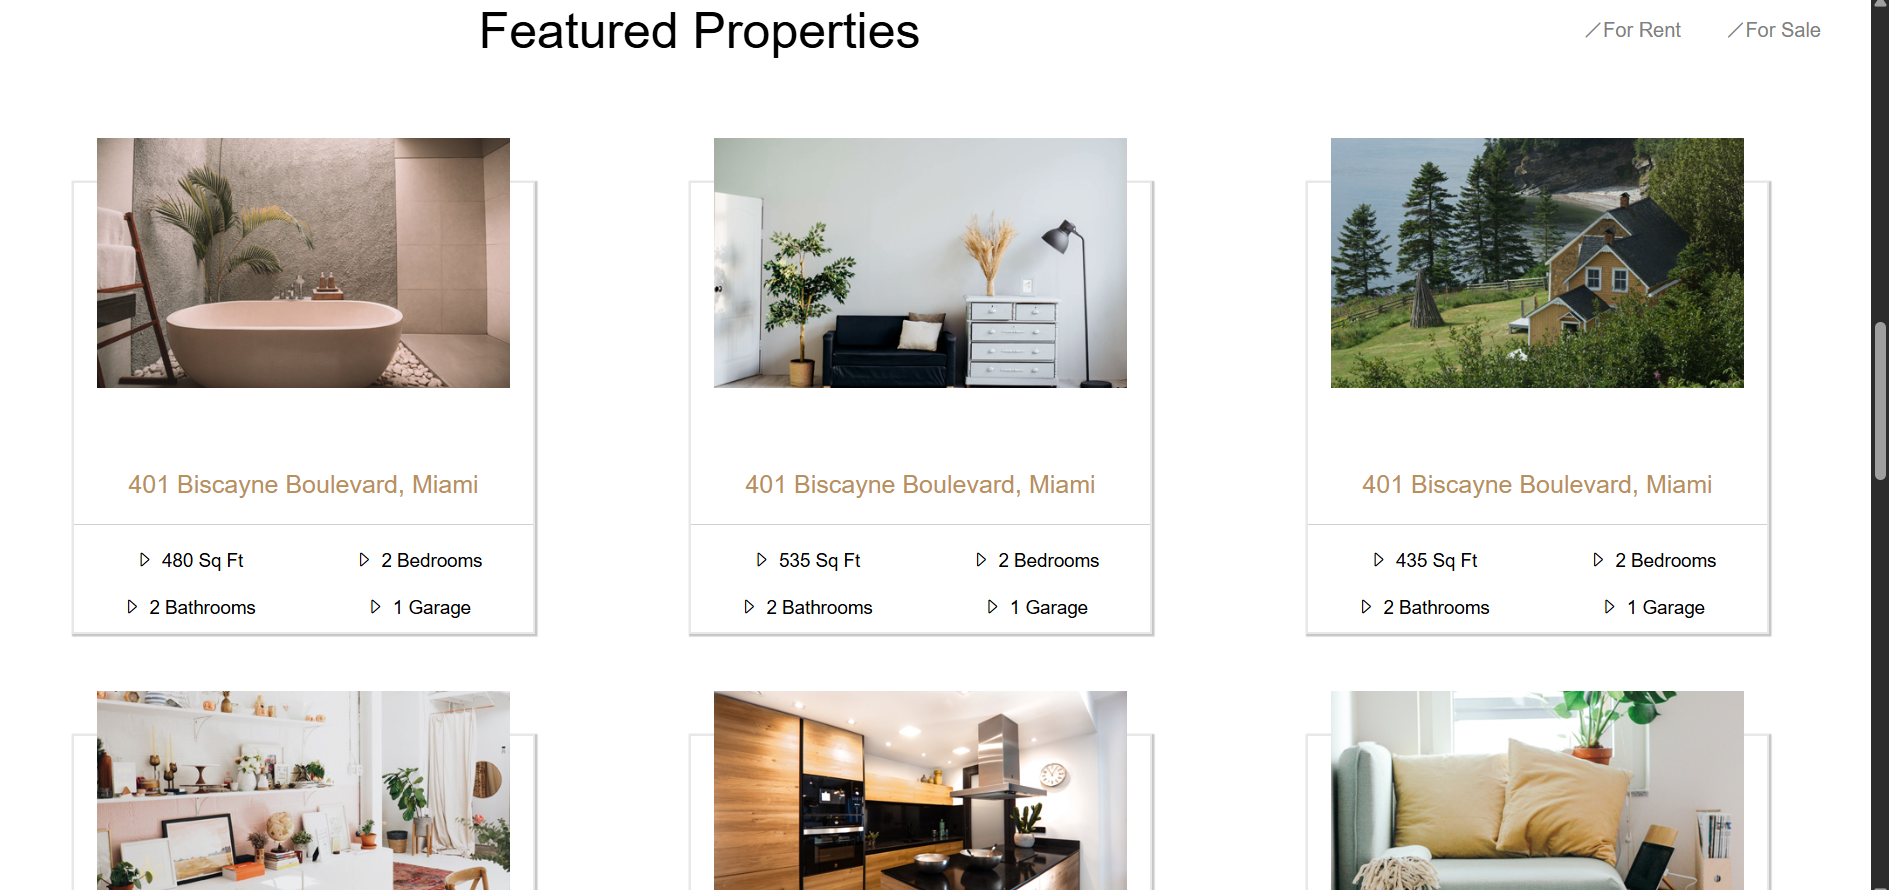 Featured Properties
For Rent
For Sale
401 Biscayne Boulevard, Miami
480 Sq Ft
2 Bedrooms
2 Bathrooms
1 Garage
401 Biscayne Boulevard, Miami
535 Sq Ft
2 Bedrooms
2 Bathrooms
1 Garage
401 Biscayne Boulevard, Miami
435 Sq Ft
2 Bedrooms
2 Bathrooms
1 Garage